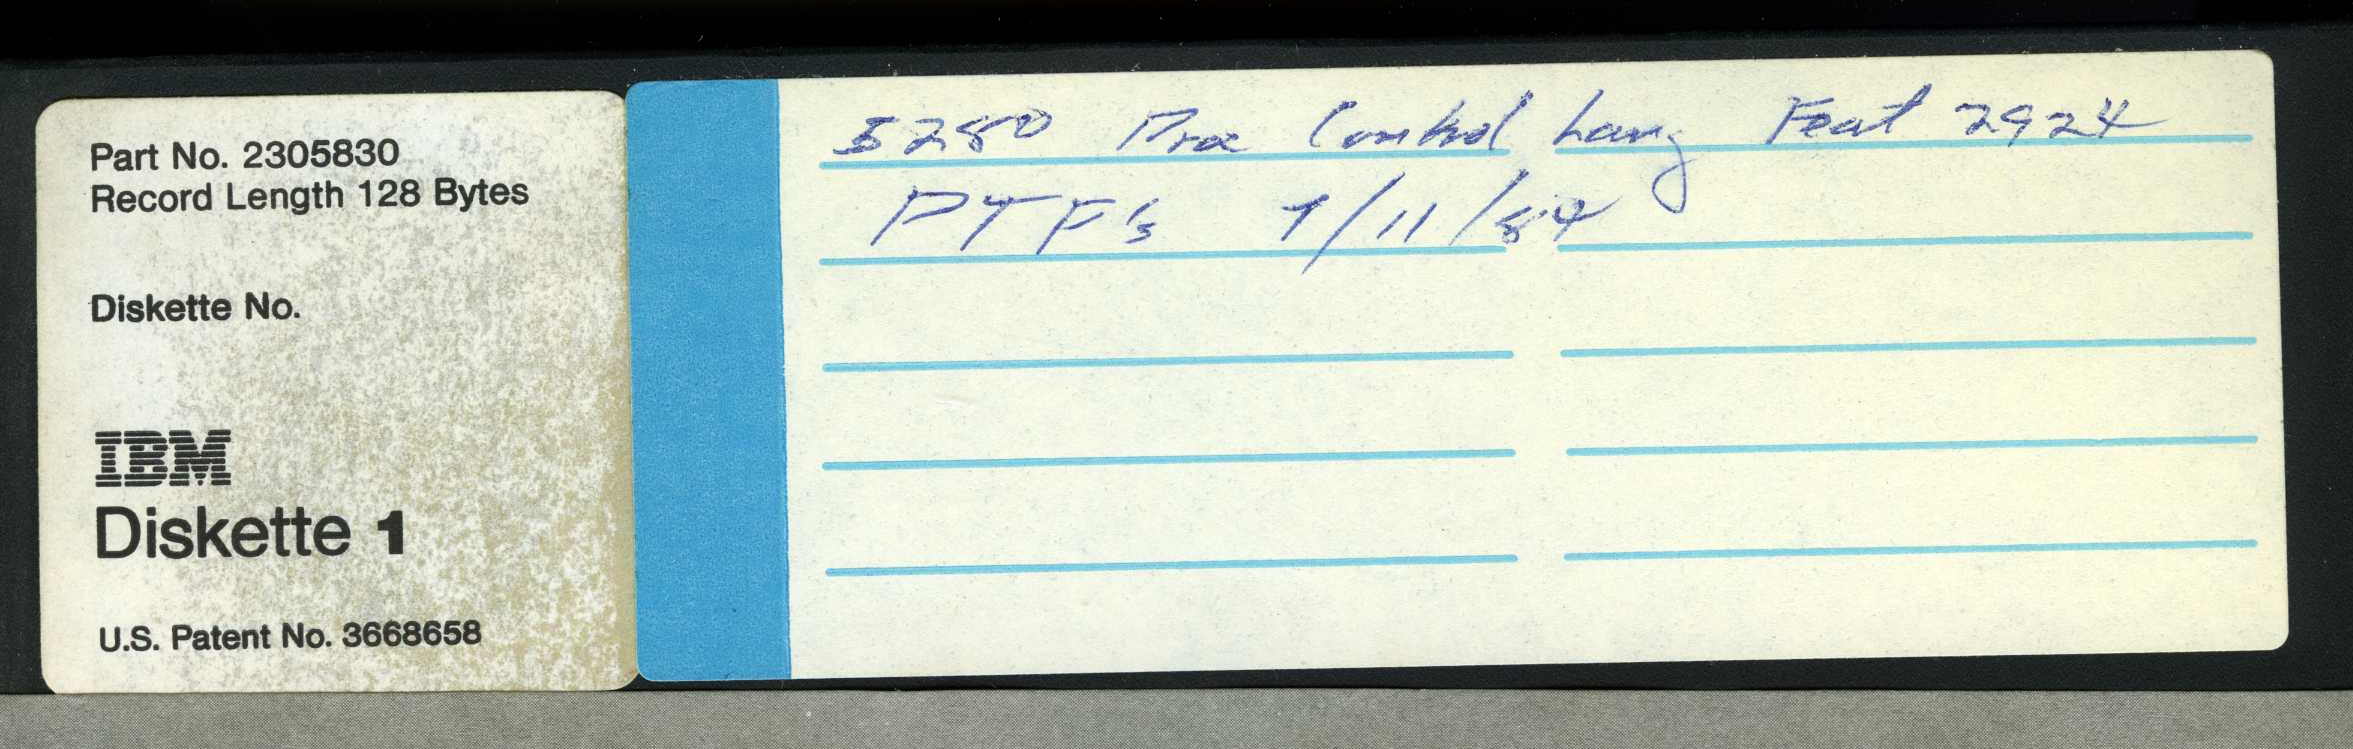 Part No. 2305830
Record Length 128 Bytes
Diskette No.
IBM
Diskette 1
U.S. Patent No. 3668658
5280 Proc Control Lang Feat 2924
PTF's 7/11/84